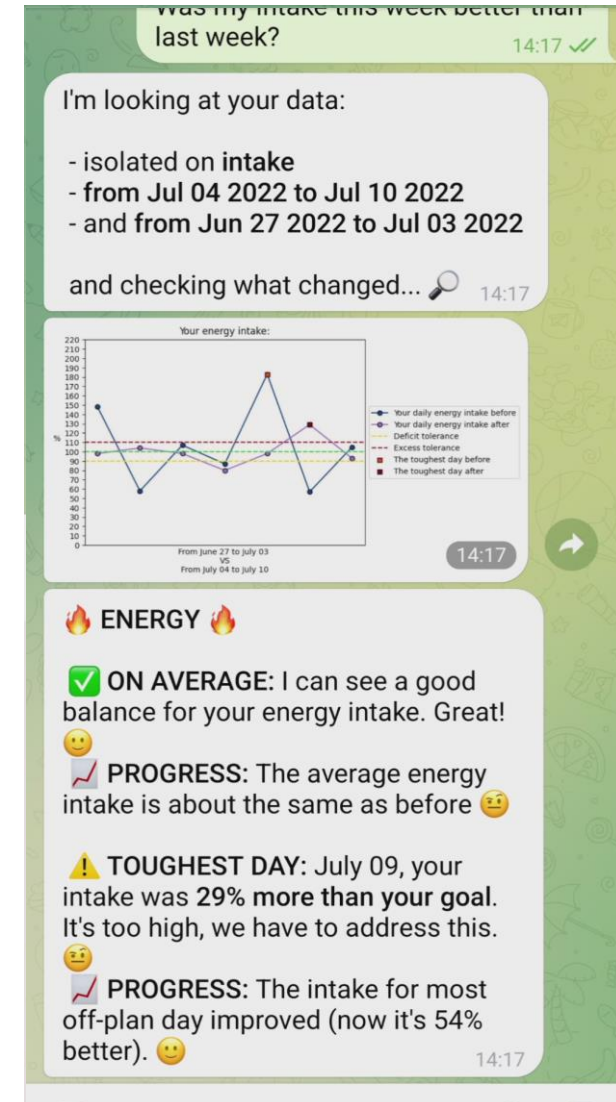 Was my intake this week better than
last week?
14:17
I'm looking at your data:
- isolated on intake
- from Jul 04 2022 to Jul 10 2022
- and from Jun 27 2022 to Jul 03 2022
and checking what changed...
14:17
Your energy intake:
220
210
200
190
180
170
160
150
140
130
120
110
100
90
80
70
60
50
40
30
20
10
0
%
Your daily energy intake before
Your daily energy intake after
Deficit tolerance
Excess tolerance
The toughest day before
The toughest day after
From June 27 to July 03
VS
From July 04 to July 10
14:17
ENERGY
ON AVERAGE: I can see a good
balance for your energy intake. Great!
PROGRESS: The average energy
intake is about the same as before
TOUGHEST DAY: July 09, your
intake was 29% more than your goal.
It's too high, we have to address this.
PROGRESS: The intake for most
off-plan day improved (now it's 54%
better).
14:17